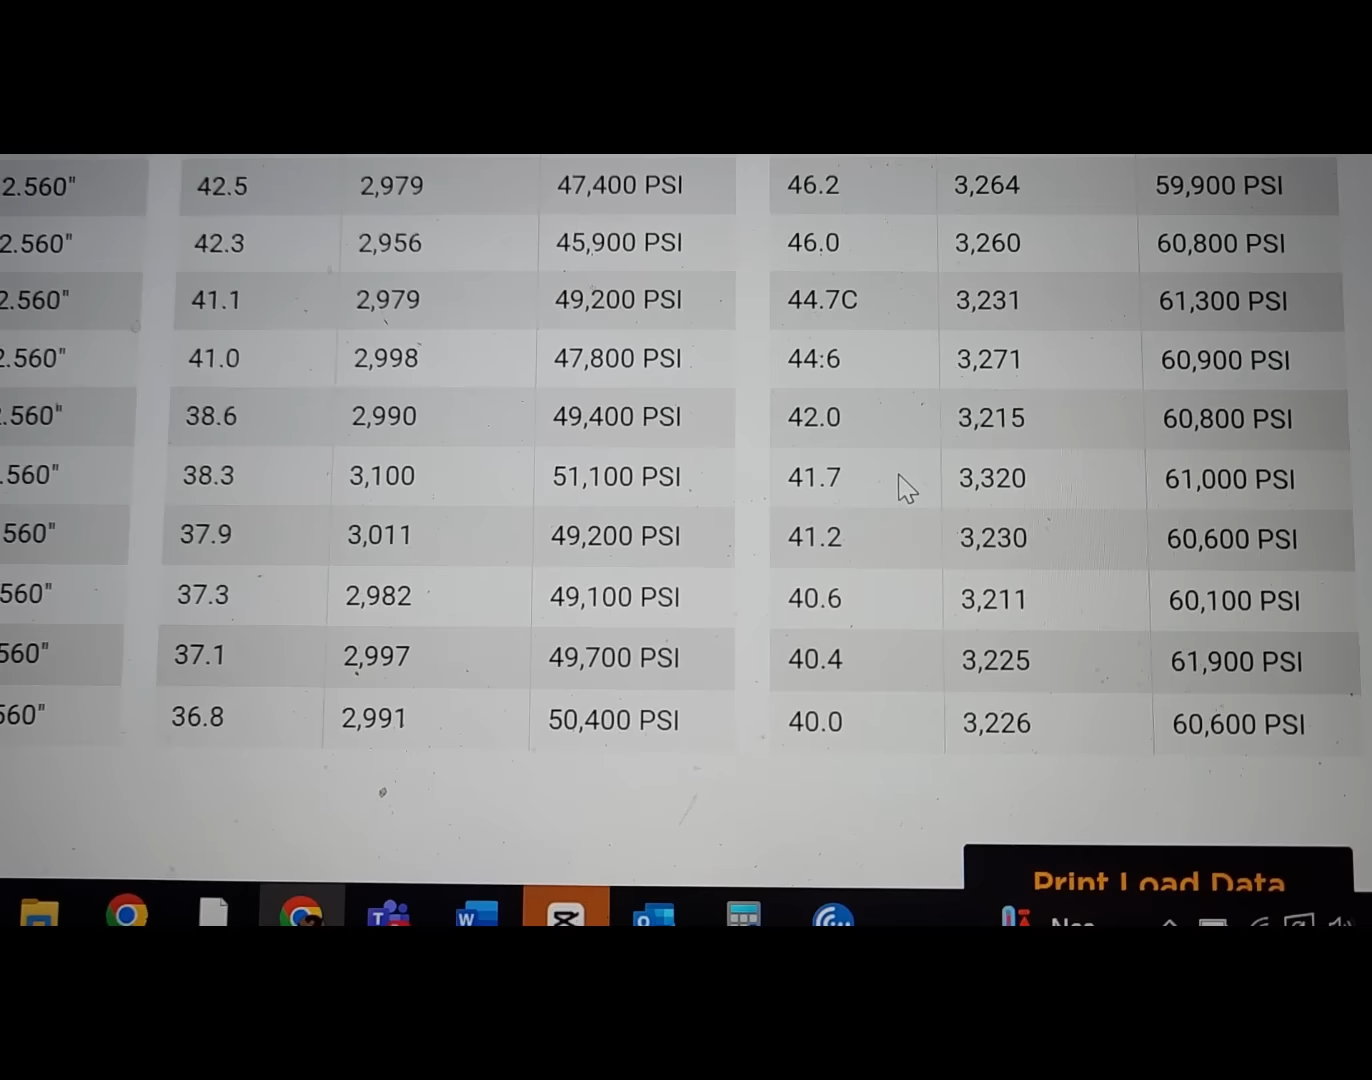 2.560" 42.5 2,979 47,400 PSI 46.2 3,264 59,900 PSI
2.560" 42.3 2,956 45,900 PSI 46.0 3,260 60,800 PSI
2.560" 41.1 2,979 49,200 PSI 44.7C 3,231 61,300 PSI
2.560" 41.0 2,998 47,800 PSI 44:6 3,271 60,900 PSI
.560" 38.6 2,990 49,400 PSI 42.0 3,215 60,800 PSI
.560" 38.3 3,100 51,100 PSI 41.7 3,320 61,000 PSI
560" 37.9 3,011 49,200 PSI 41.2 3,230 60,600 PSI
560" 37.3 2,982 49,100 PSI 40.6 3,211 60,100 PSI
560" 37.1 2,997 49,700 PSI 40.4 3,225 61,900 PSI
560" 36.8 2,991 50,400 PSI 40.0 3,226 60,600 PSI
Print Load Data
T W O